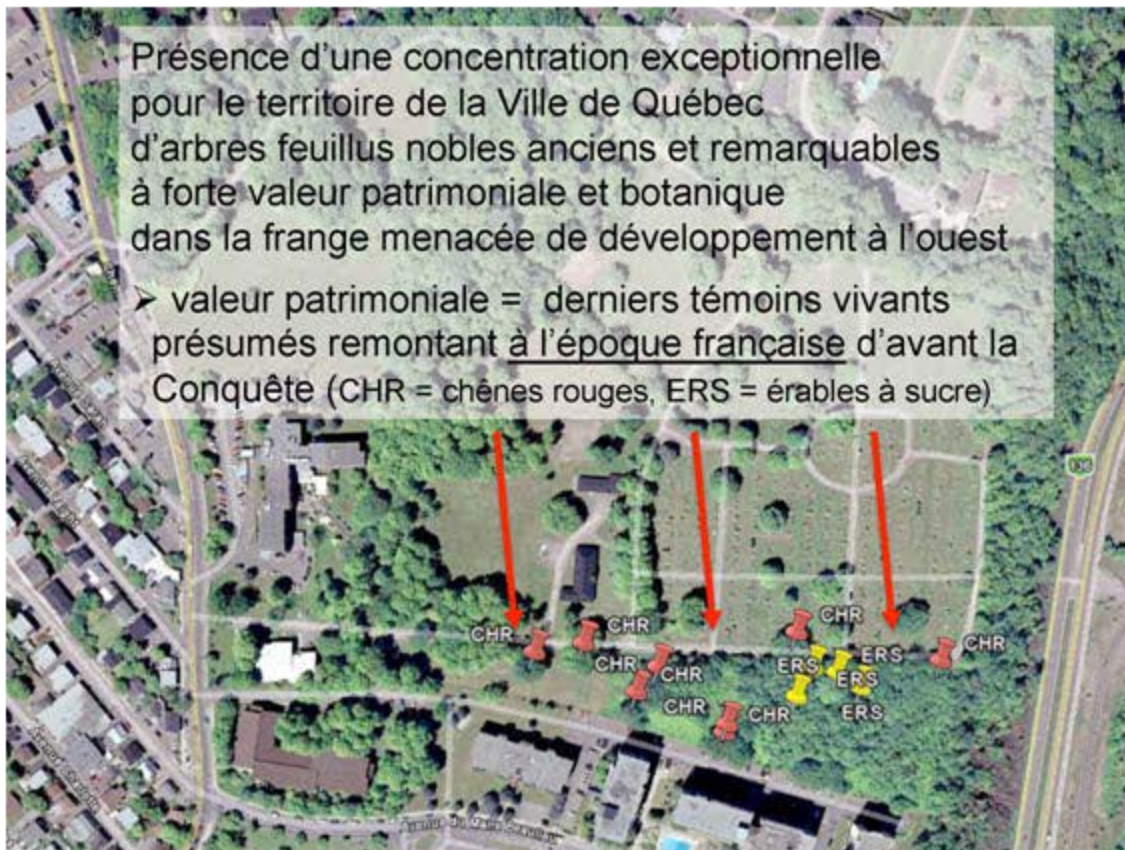 Présence d'une concentration exceptionnelle
pour le territoire de la Ville de Québec
d'arbres feuillus nobles anciens et remarquables
à forte valeur patrimoniale et botanique
dans la frange menacée de développement à l'ouest
➢ valeur patrimoniale = derniers témoins vivants
présumés remontant à l'époque française d'avant la
Conquête (CHR = chênes rouges, ERS = érables à sucre)
136
CHR
CHR
CHR
CHR
CHR
CHR
CHR
CHR
ERS
ERS
ERS
ERS